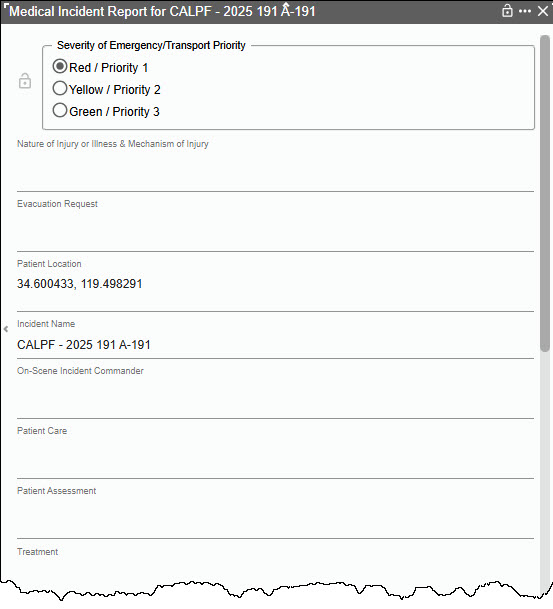 Medical Incident Report for CALPF - 2025 191 A-191
Severity of Emergency/Transport Priority
Red / Priority 1
Yellow / Priority 2
Green / Priority 3
Nature of Injury or Illness & Mechanism of Injury
Evacuation Request
Patient Location
34.600433, 119.498291
Incident Name
CALPF - 2025 191 A-191
On-Scene Incident Commander
Patient Care
Patient Assessment
Treatment